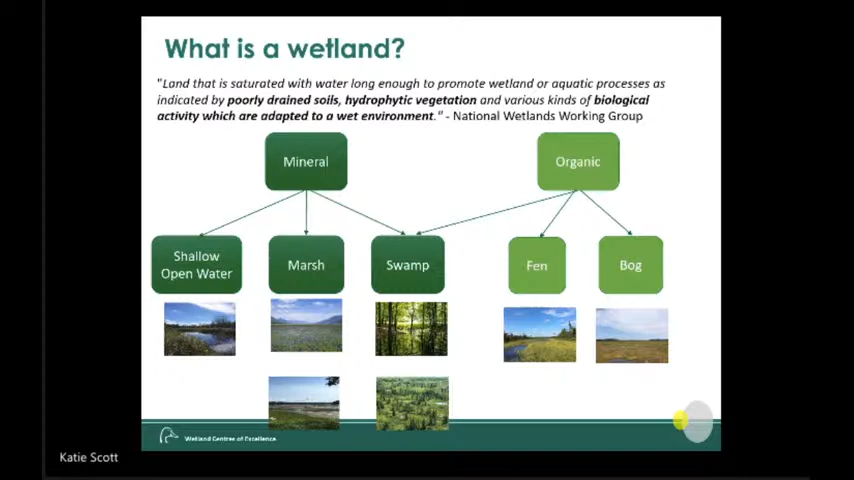 What is a wetland?
"Land that is saturated with water long enough to promote wetland or aquatic processes as
indicated by poorly drained soils, hydrophytic vegetation and various kinds of biological
activity which are adapted to a wet environment." - National Wetlands Working Group
Mineral
Organic
Shallow
Open Water
Marsh
Swamp
Fen
Bog
Wetland Centres of Excellence
Katie Scott